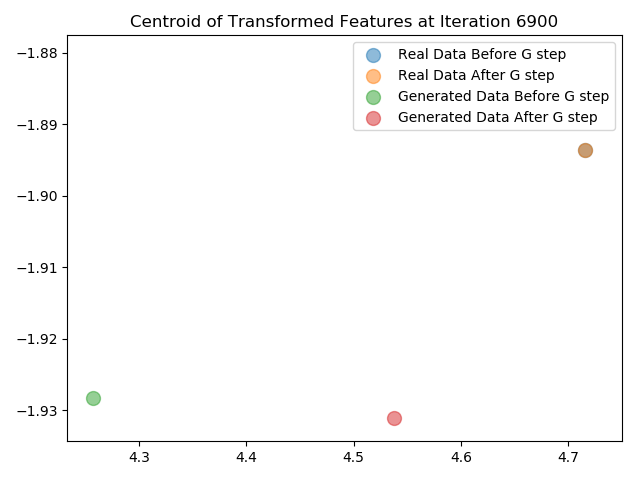 Centroid of Transformed Features at Iteration 6900
Real Data Before G step
Real Data After G step
Generated Data Before G step
Generated Data After G step
−1.88
−1.89
−1.90
−1.91
−1.92
−1.93
4.3 4.4 4.5 4.6 4.7